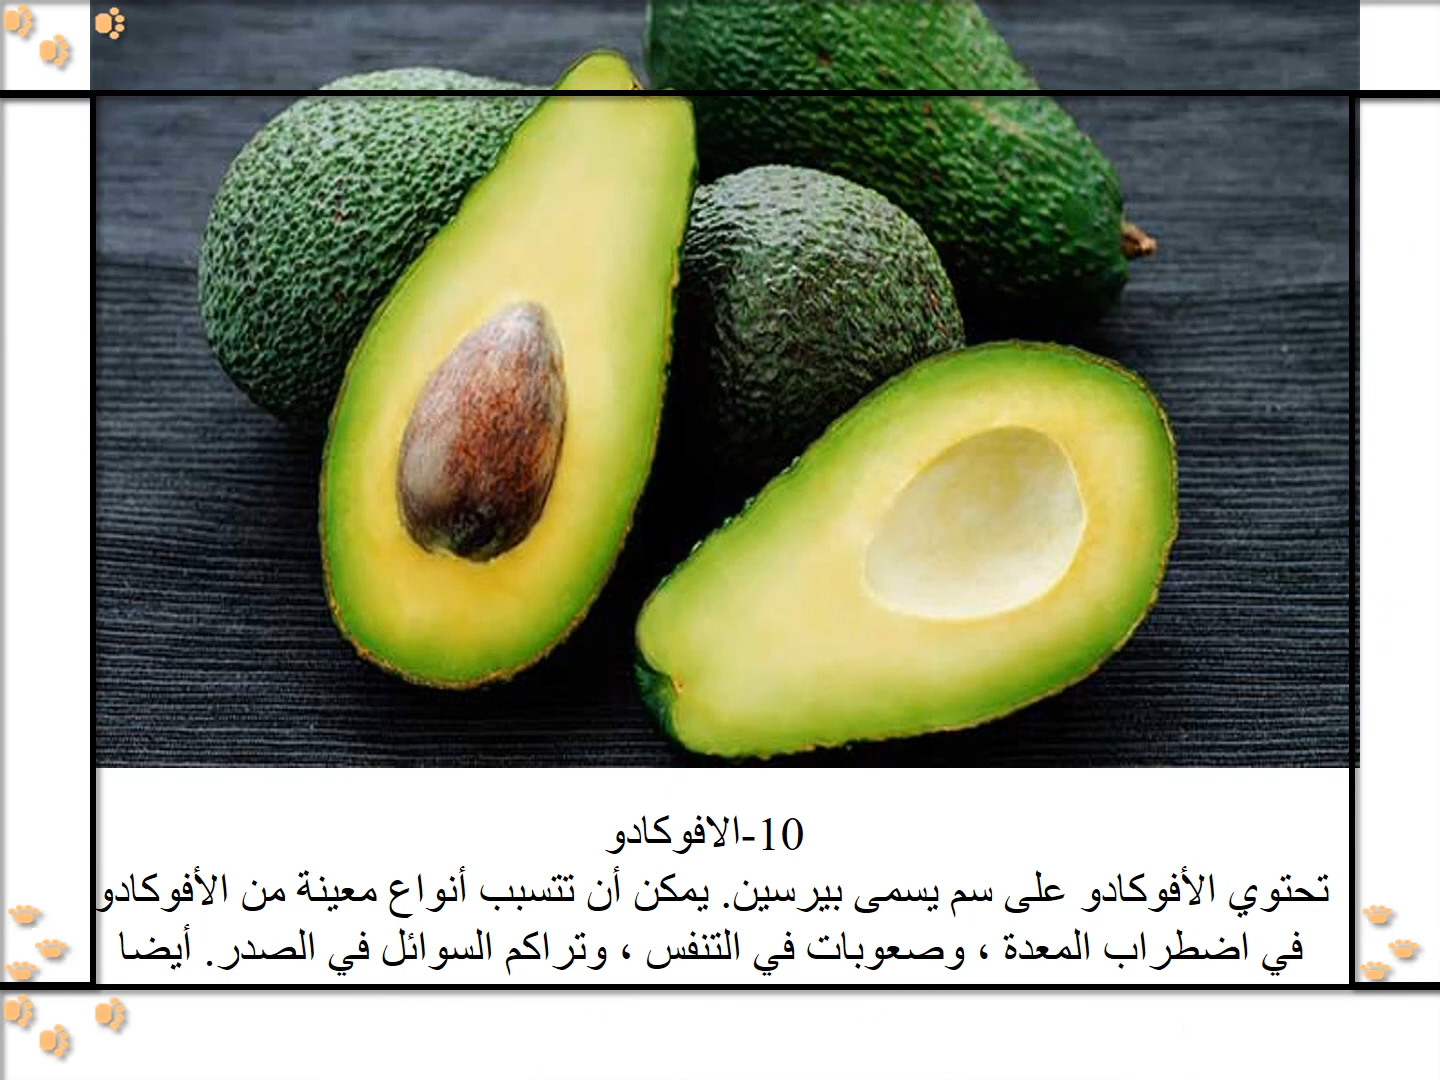 10-الافوكادو
تحتوي الأفوكادو على سم يسمى بيرسين. يمكن أن تتسبب أنواع معينة من الأفوكادو
في اضطراب المعدة ، وصعوبات في التنفس ، وتراكم السوائل في الصدر. أيضا